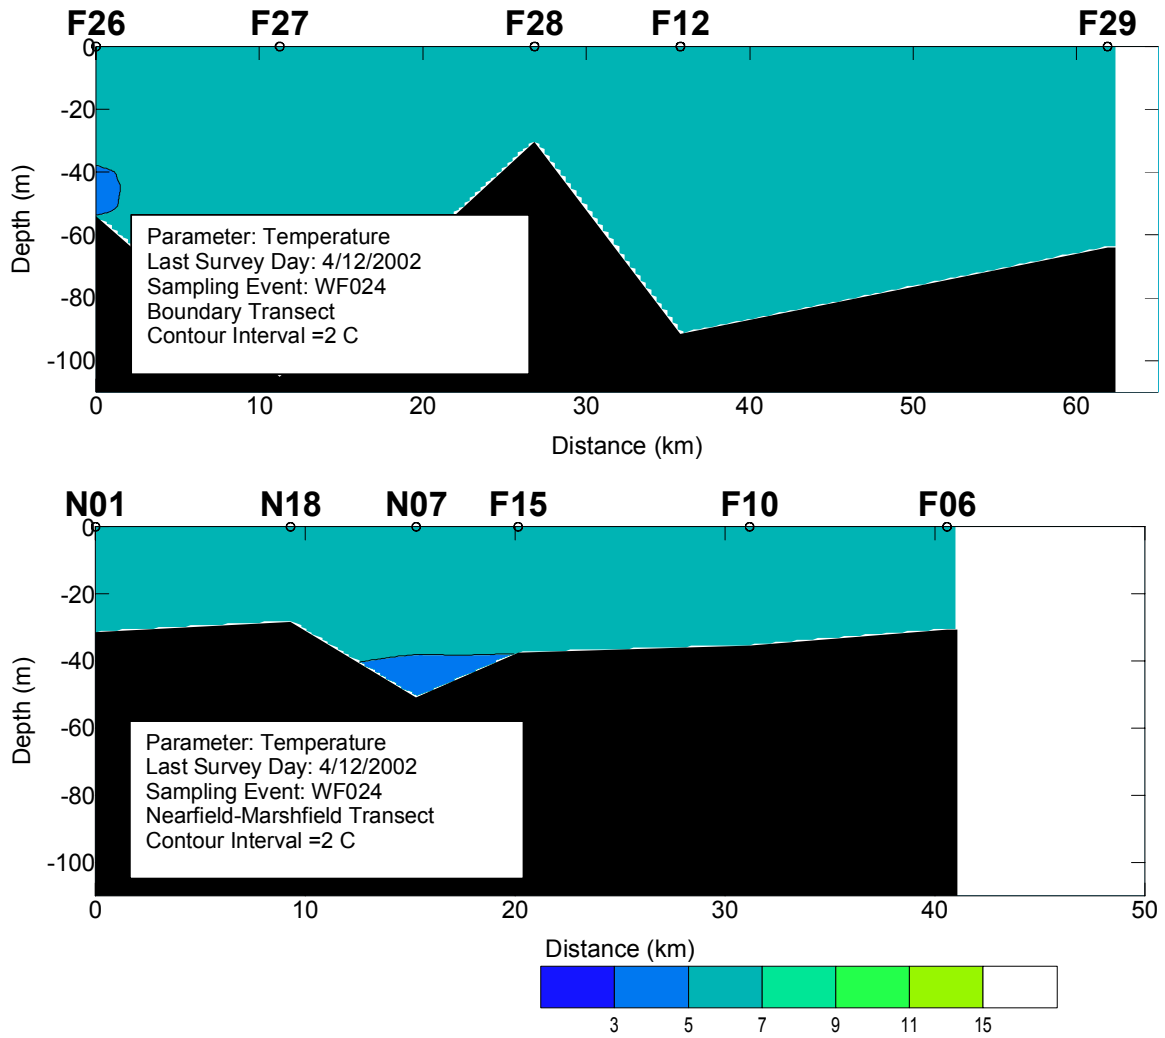 F26 F27 F28 F12 F29
0
-20
-40
-60
-80
-100
Depth (m)
Parameter: Temperature
Last Survey Day: 4/12/2002
Sampling Event: WF024
Boundary Transect
Contour Interval =2 C
0 10 20 30 40 50 60
Distance (km)
N01 N18 N07 F15 F10 F06
0
-20
-40
-60
-80
-100
Depth (m)
Parameter: Temperature
Last Survey Day: 4/12/2002
Sampling Event: WF024
Nearfield-Marshfield Transect
Contour Interval =2 C
0 10 20 30 40 50
Distance (km)
3 5 7 9 11 15